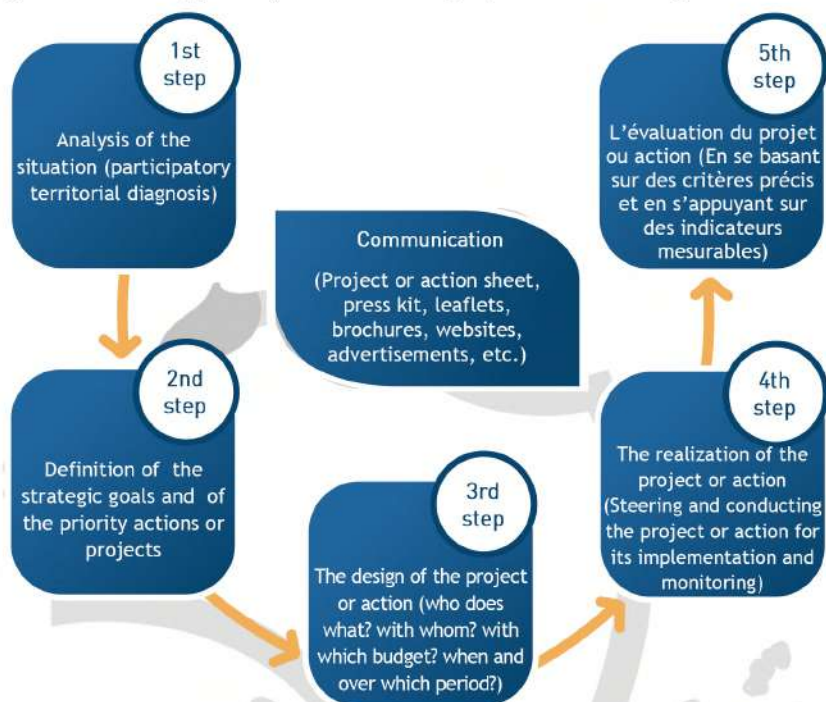 1st
step
Analysis of the
situation (participatory
territorial diagnosis)
2nd
step
Definition of the
strategic goals and of
the priority actions or
projects
3rd
step
The design of the project
or action (who does
what? with whom? with
which budget? when and
over which period?)
4th
step
The realization of the
project or action
(Steering and conducting
the project or action for
its implementation and
monitoring)
5th
step
L'évaluation du projet
ou action (En se basant
sur des critères précis
et en s'appuyant sur
des indicateurs
mesurables)
Communication
(Project or action sheet,
press kit, leaflets,
brochures, websites,
advertisements, etc.)